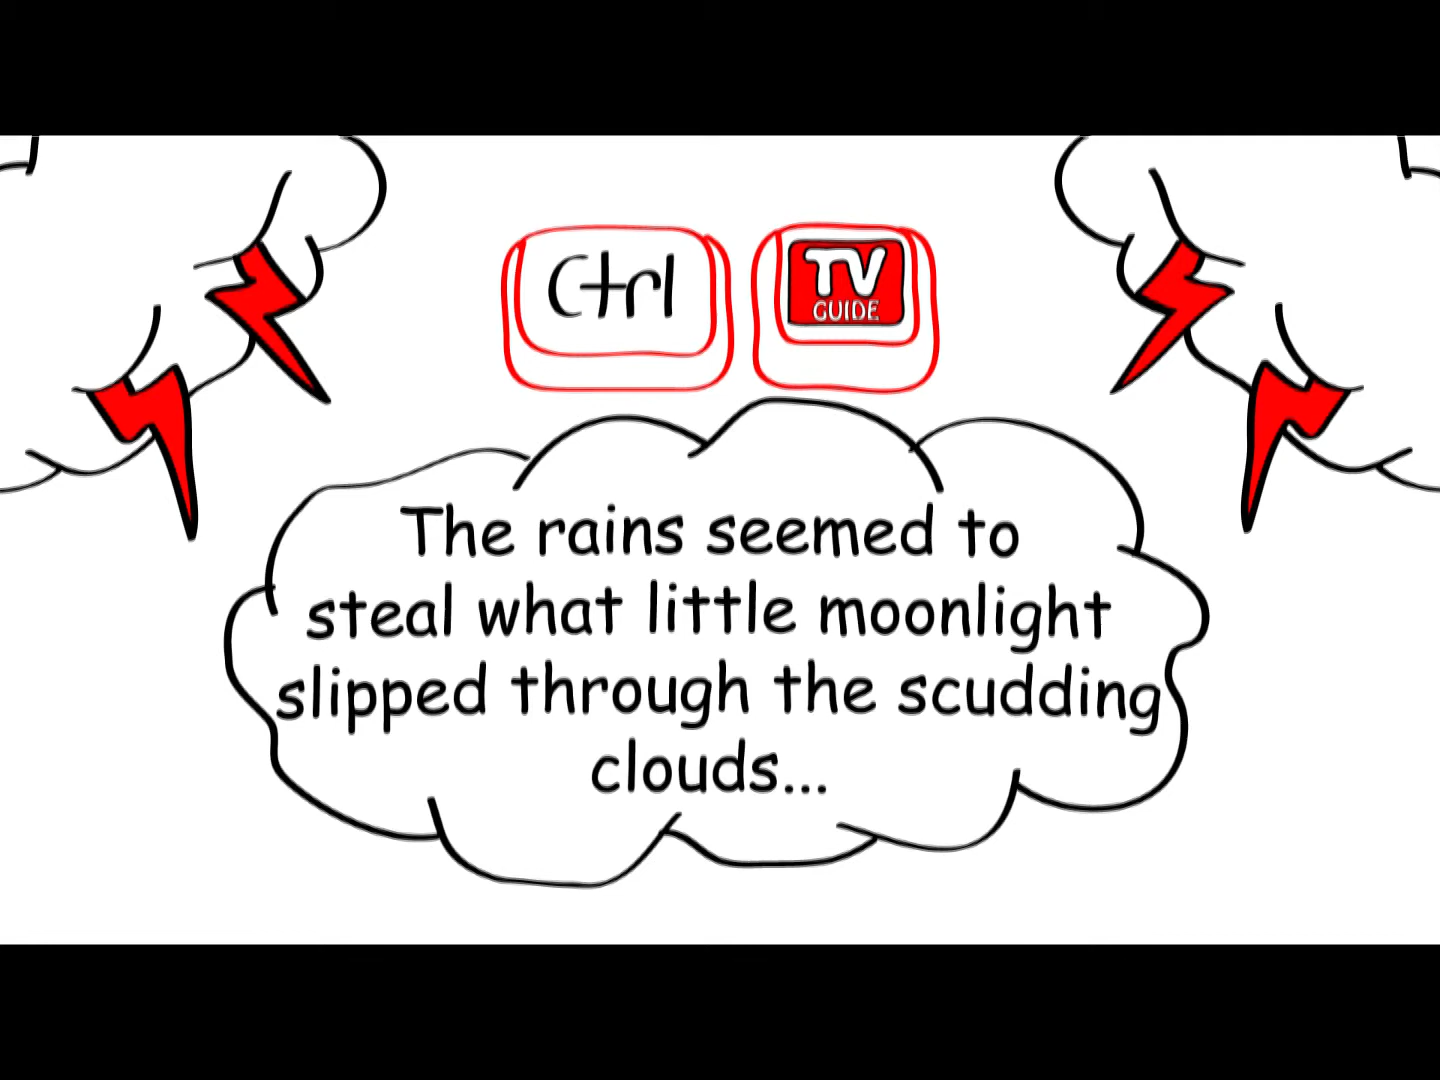 Ctrl
TV
GUIDE
The rains seemed to
steal what little moonlight
slipped through the scudding
clouds...